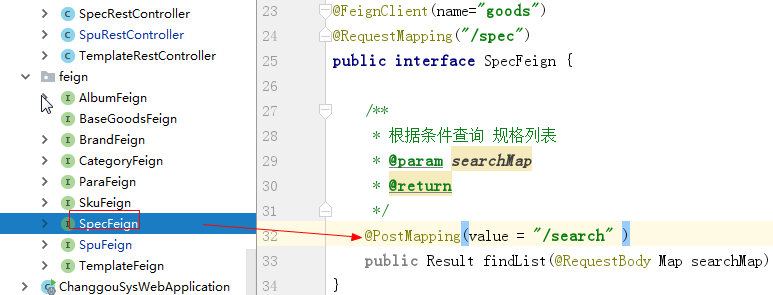 SpecRestController
SpuRestController
TemplateRestController
feign
AlbumFeign
BaseGoodsFeign
BrandFeign
CategoryFeign
ParaFeign
SkuFeign
SpecFeign
SpuFeign
TemplateFeign
ChanggouSysWebApplication
23 @FeignClient(name="goods")
24 @RequestMapping("/spec")
25 public interface SpecFeign {
26
27 /**
28 * 根据条件查询 规格列表
29 * @param searchMap
30 * @return
31 */
32 @PostMapping(value = "/search" )
33 public Result findList(@RequestBody Map searchMap)
34 }